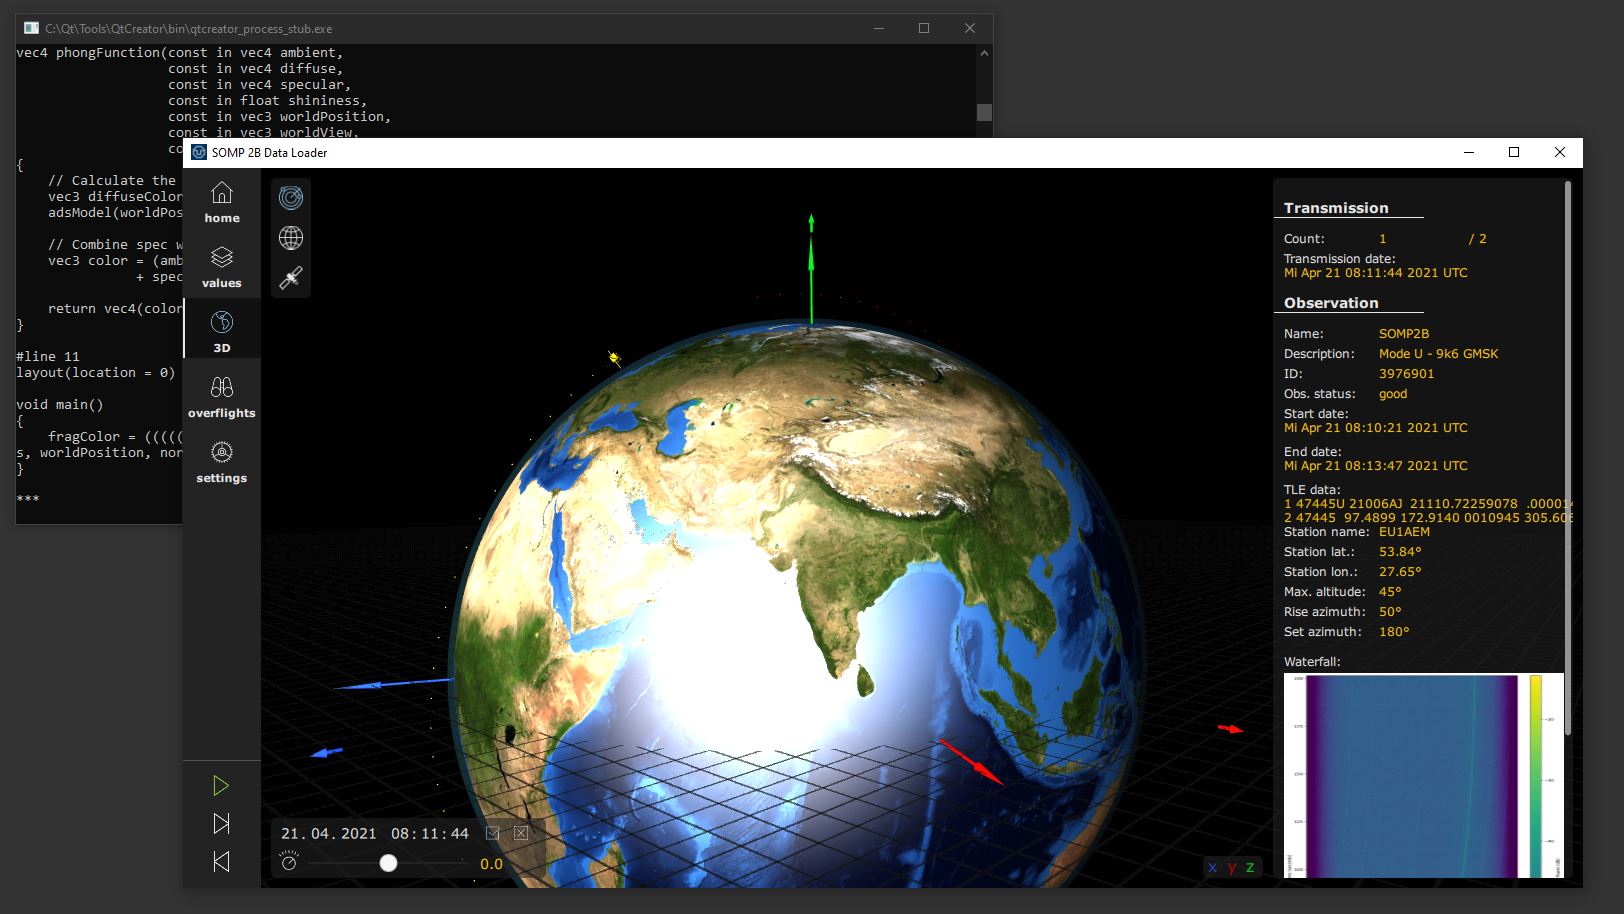 C:\Qt\Tools\QtCreator\bin\qtcreator_process_stub.exe
vec4 phongFunction(const in vec4 ambient,
const in vec4 diffuse,
const in vec4 specular,
const in float shininess,
const in vec3 worldPosition,
const in vec3 worldView,
{
// Calculate the
vec3 diffuseColor
adsModel(worldPos
// Combine spec w
vec3 color = (amb
+ spec
return vec4(color
}
#line 11
layout(location = 0)
void main()
{
fragColor = (((((
s, worldPosition, nor
}
***
SOMP 2B Data Loader
home
values
3D
overflights
settings
21.04.2021 08:11:44
0.0
x y z
Transmission
Count: 1 / 2
Transmission date:
Mi Apr 21 08:11:44 2021 UTC
Observation
Name: SOMP2B
Description: Mode U - 9k6 GMSK
ID: 3976901
Obs. status: good
Start date:
Mi Apr 21 08:10:21 2021 UTC
End date:
Mi Apr 21 08:13:47 2021 UTC
TLE data:
1 47445U 21006AJ 21110.72259078 .00001
2 47445 97.4899 172.9140 0010945 305.606
Station name: EU1AEM
Station lat.: 53.84°
Station lon.: 27.65°
Max. altitude: 45°
Rise azimuth: 50°
Set azimuth: 180°
Waterfall: